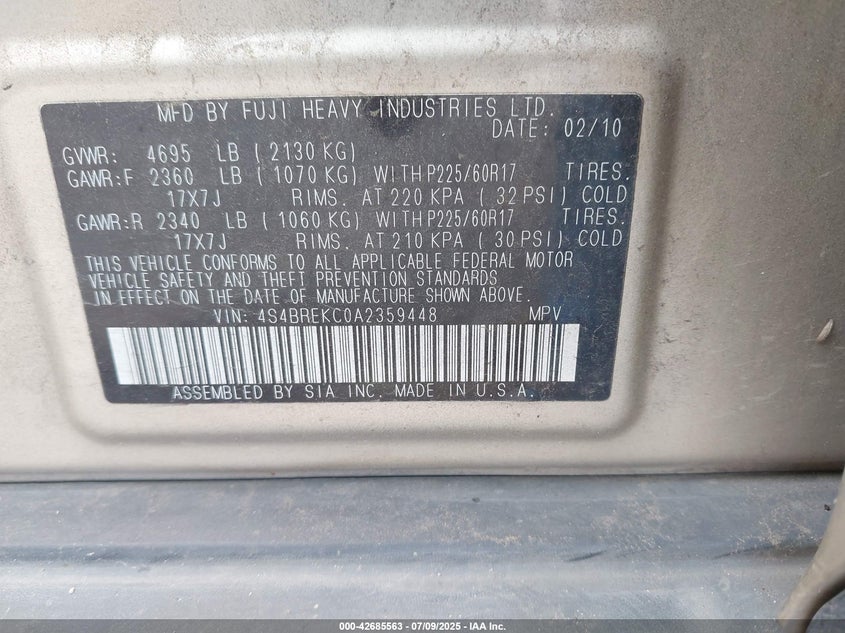 MFD BY FUJI HEAVY INDUSTRIES LTD.
DATE: 02/10
GVWR: 4695 LB ( 2130 KG)
GAWR:F 2360 LB ( 1070 KG) WITH P225/60R17 TIRES.
17X7J RIMS. AT 220 KPA ( 32 PSI) COLD
GAWR:R 2340 LB ( 1060 KG) WITH P225/60R17 TIRES.
17X7J RIMS. AT 210 KPA ( 30 PSI) COLD
THIS VEHICLE CONFORMS TO ALL APPLICABLE FEDERAL MOTOR
VEHICLE SAFETY AND THEFT PREVENTION STANDARDS
IN EFFECT ON THE DATE OF MANUFACTURE SHOWN ABOVE.
VIN: 4S4BREKC0A2359448 MPV
ASSEMBLED BY SIA INC. MADE IN U.S.A.
000-42685563 | 07/09/2025 | IAA Inc.